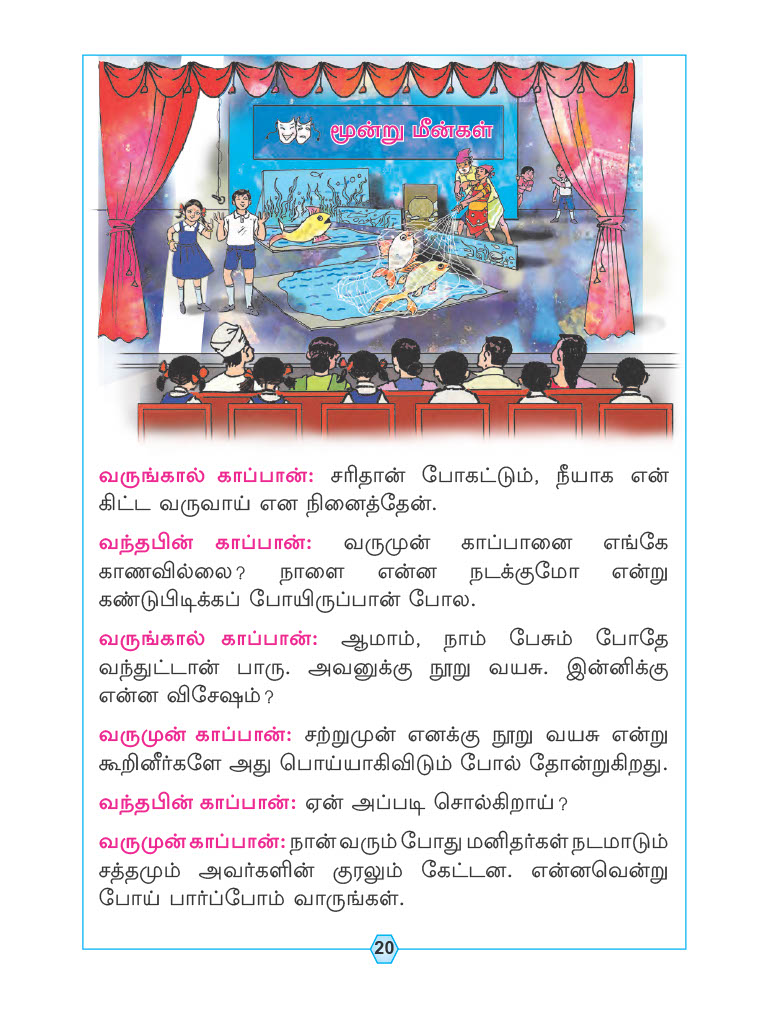 மூன்று மீன்கள்
வருங்கால் காப்பான்: சரிதான் போகட்டும், நீயாக என்
கிட்ட வருவாய் என நினைத்தேன்.
வந்தபின் காப்பான்: வருமுன் காப்பானை எங்கே
காணவில்லை? நாளை என்ன நடக்குமோ என்று
கண்டுபிடிக்கப் போயிருப்பான் போல.
வருங்கால் காப்பான்: ஆமாம், நாம் பேசும் போதே
வந்துட்டான் பாரு. அவனுக்கு நூறு வயசு. இன்னிக்கு
என்ன விசேஷம்?
வருமுன் காப்பான்: சற்றுமுன் எனக்கு நூறு வயசு என்று
கூறினீர்களே அது பொய்யாகிவிடும் போல் தோன்றுகிறது.
வந்தபின் காப்பான்: ஏன் அப்படி சொல்கிறாய்?
வருமுன் காப்பான்: நான் வரும் போது மனிதர்கள் நடமாடும்
சத்தமும் அவர்களின் குரலும் கேட்டன. என்னவென்று
போய் பார்ப்போம் வாருங்கள்.
20